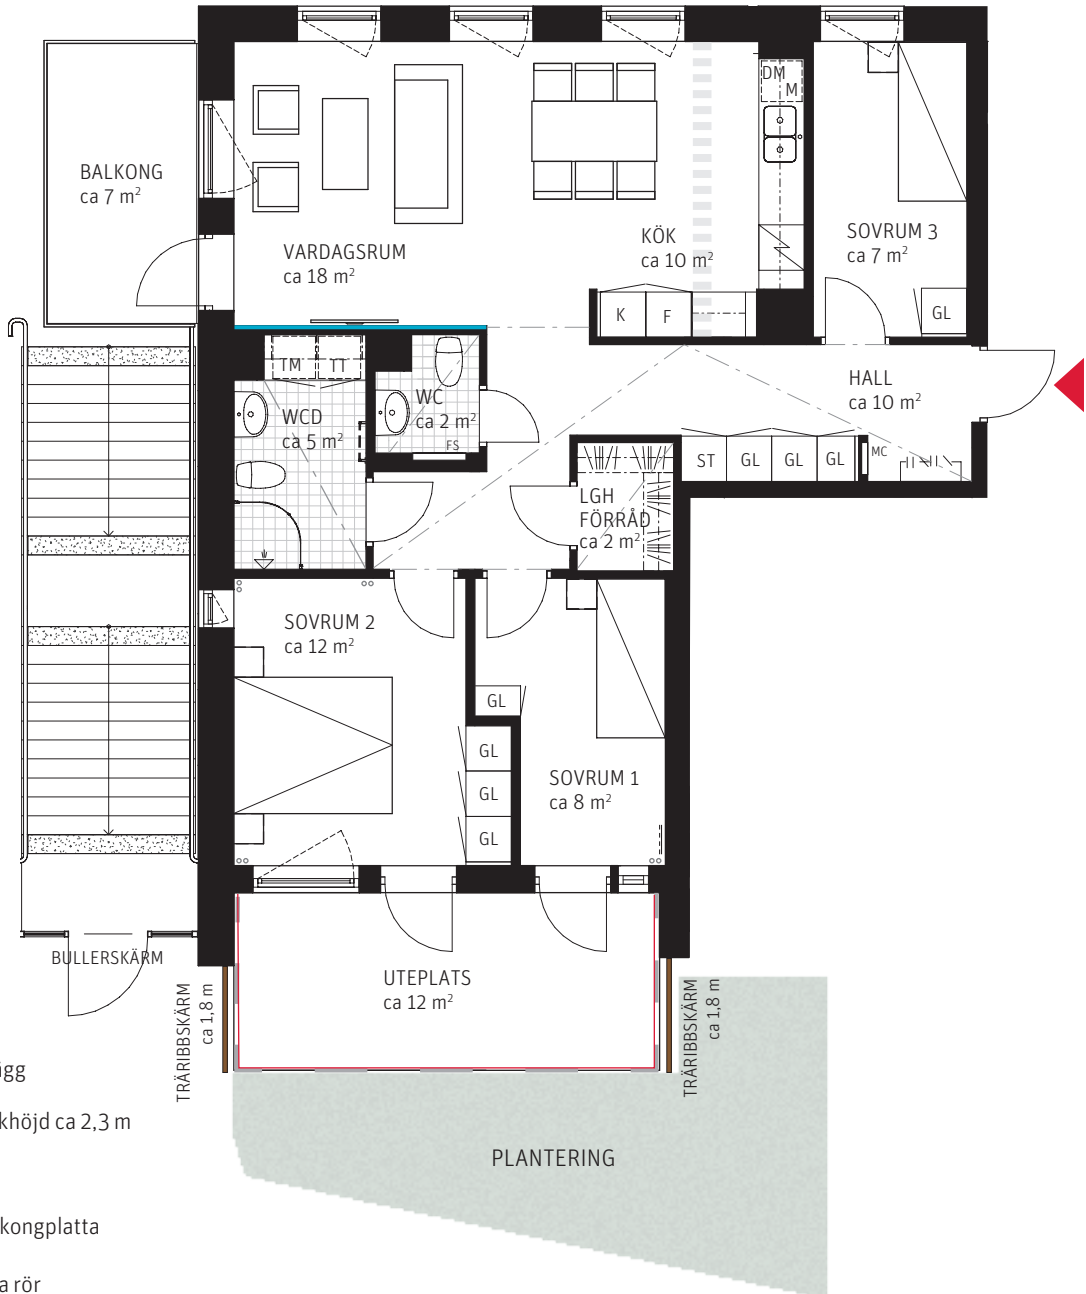 DM
M
BALKONG
ca 7 m²
VARDAGSRUM
ca 18 m²
KÖK
ca 10 m²
SOVRUM 3
ca 7 m²
GL
K
F
TM
TT
WC
ca 2 m²
FS
WCD
ca 5 m²
HALL
ca 10 m²
ST
GL
GL
GL
MC
LGH
FÖRRÅD
ca 2 m²
SOVRUM 2
ca 12 m²
GL
GL
GL
GL
SOVRUM 1
ca 8 m²
BULLERSKÄRM
UTEPLATS
ca 12 m²
TRÄRIBBSKÄRM
ca 1,8 m
TRÄRIBBSKÄRM
ca 1,8 m
PLANTERING
khöjd ca 2,3 m
kongplatta
a rör